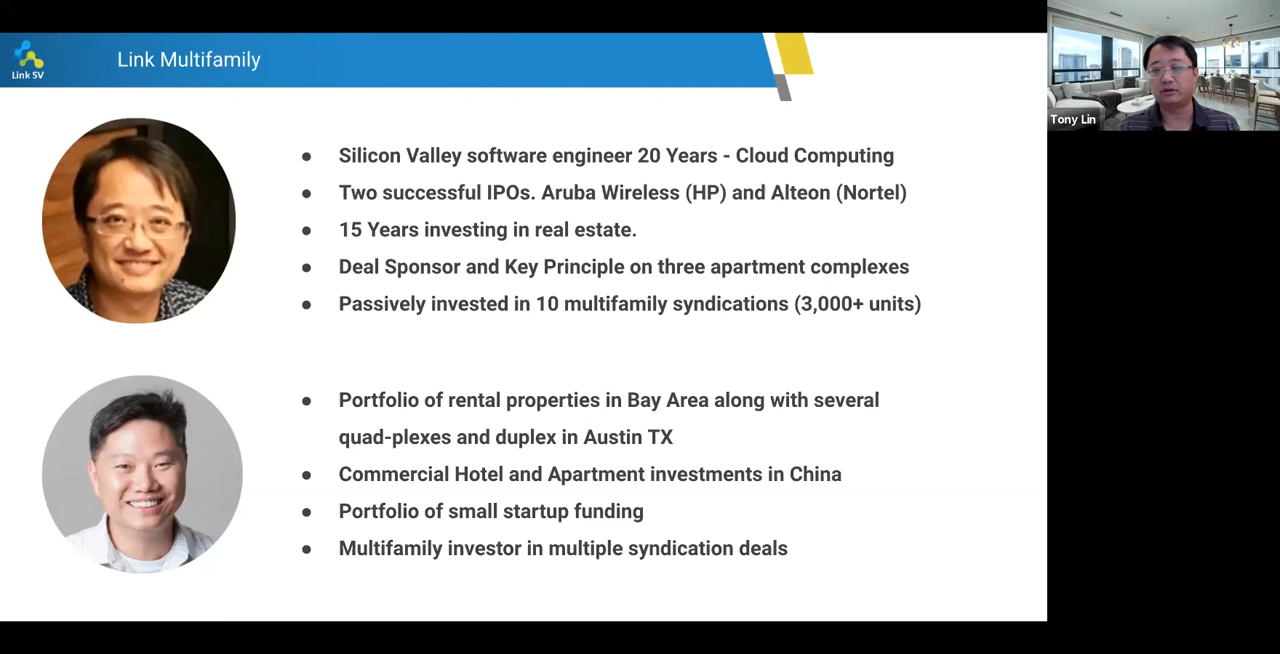 Link SV
Link Multifamily
Tony Lin
● Silicon Valley software engineer 20 Years - Cloud Computing
● Two successful IPOs. Aruba Wireless (HP) and Alteon (Nortel)
● 15 Years investing in real estate.
● Deal Sponsor and Key Principle on three apartment complexes
● Passively invested in 10 multifamily syndications (3,000+ units)
● Portfolio of rental properties in Bay Area along with several
quad-plexes and duplex in Austin TX
● Commercial Hotel and Apartment investments in China
● Portfolio of small startup funding
● Multifamily investor in multiple syndication deals